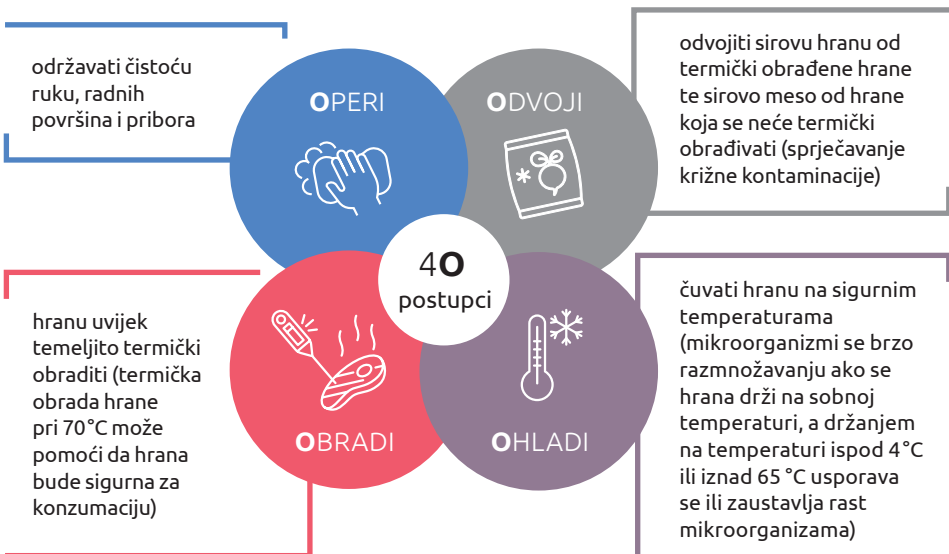 održavati čistoću
ruku, radnih
površina i pribora
OPERI
ODVOJI
odvojiti sirovu hranu od
termički obrađene hrane
te sirovo meso od hrane
koja se neće termički
obrađivati (sprječavanje
križne kontaminacije)
4O
postupci
hranu uvijek
temeljito termički
obraditi (termička
obrada hrane
pri 70 °C može
pomoći da hrana
bude sigurna za
konzumaciju)
OBRADI
OHLADI
čuvati hranu na sigurnim
temperaturama
(mikroorganizmi se brzo
razmnožavanju ako se
hrana drži na sobnoj
temperaturi, a držanjem
na temperaturi ispod 4 °C
ili iznad 65 °C usporava
se ili zaustavlja rast
mikroorganizama)